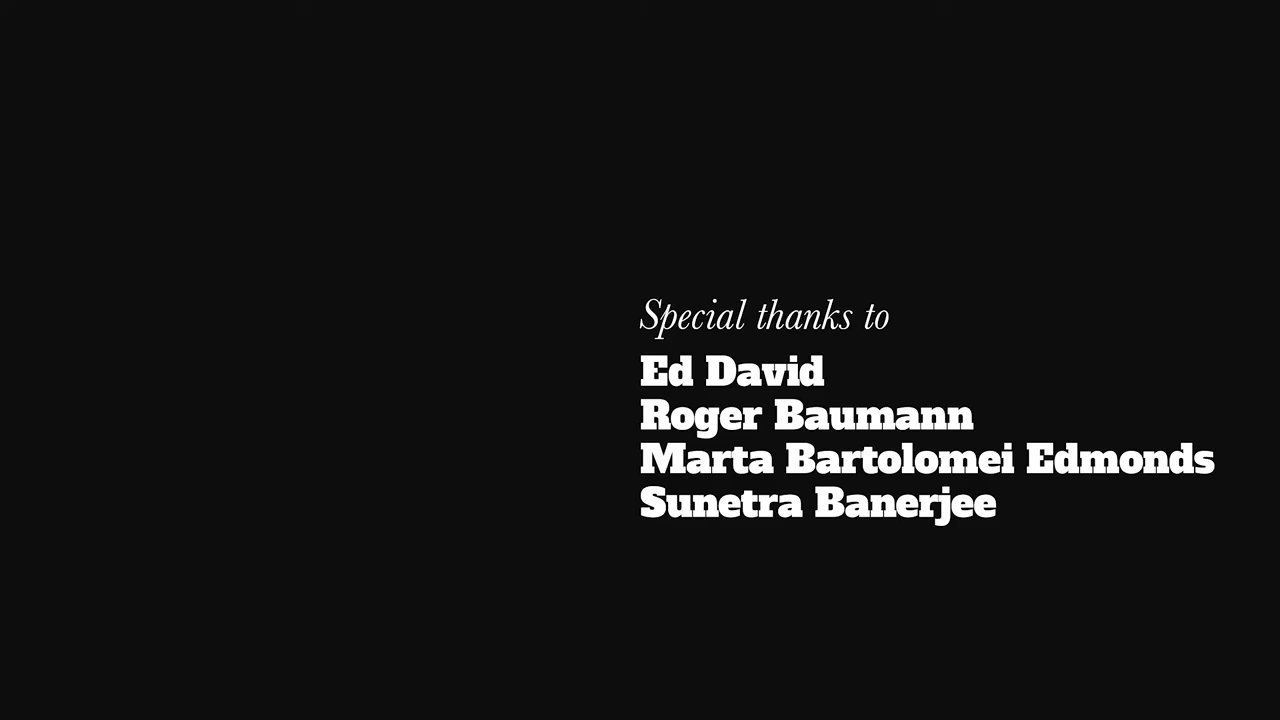 Special thanks to
Ed David
Roger Baumann
Marta Bartolomei Edmonds
Sunetra Banerjee